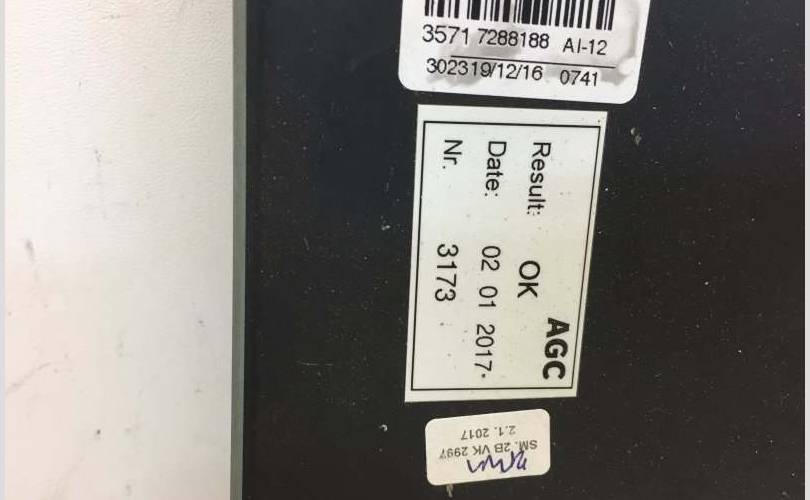 3571 7288188 AI-12
302319/12/16 0741
AGC
Result: OK
Date: 02 01 2017.
Nr. 3173
SM. 2B VK 2997
2.1. 2017